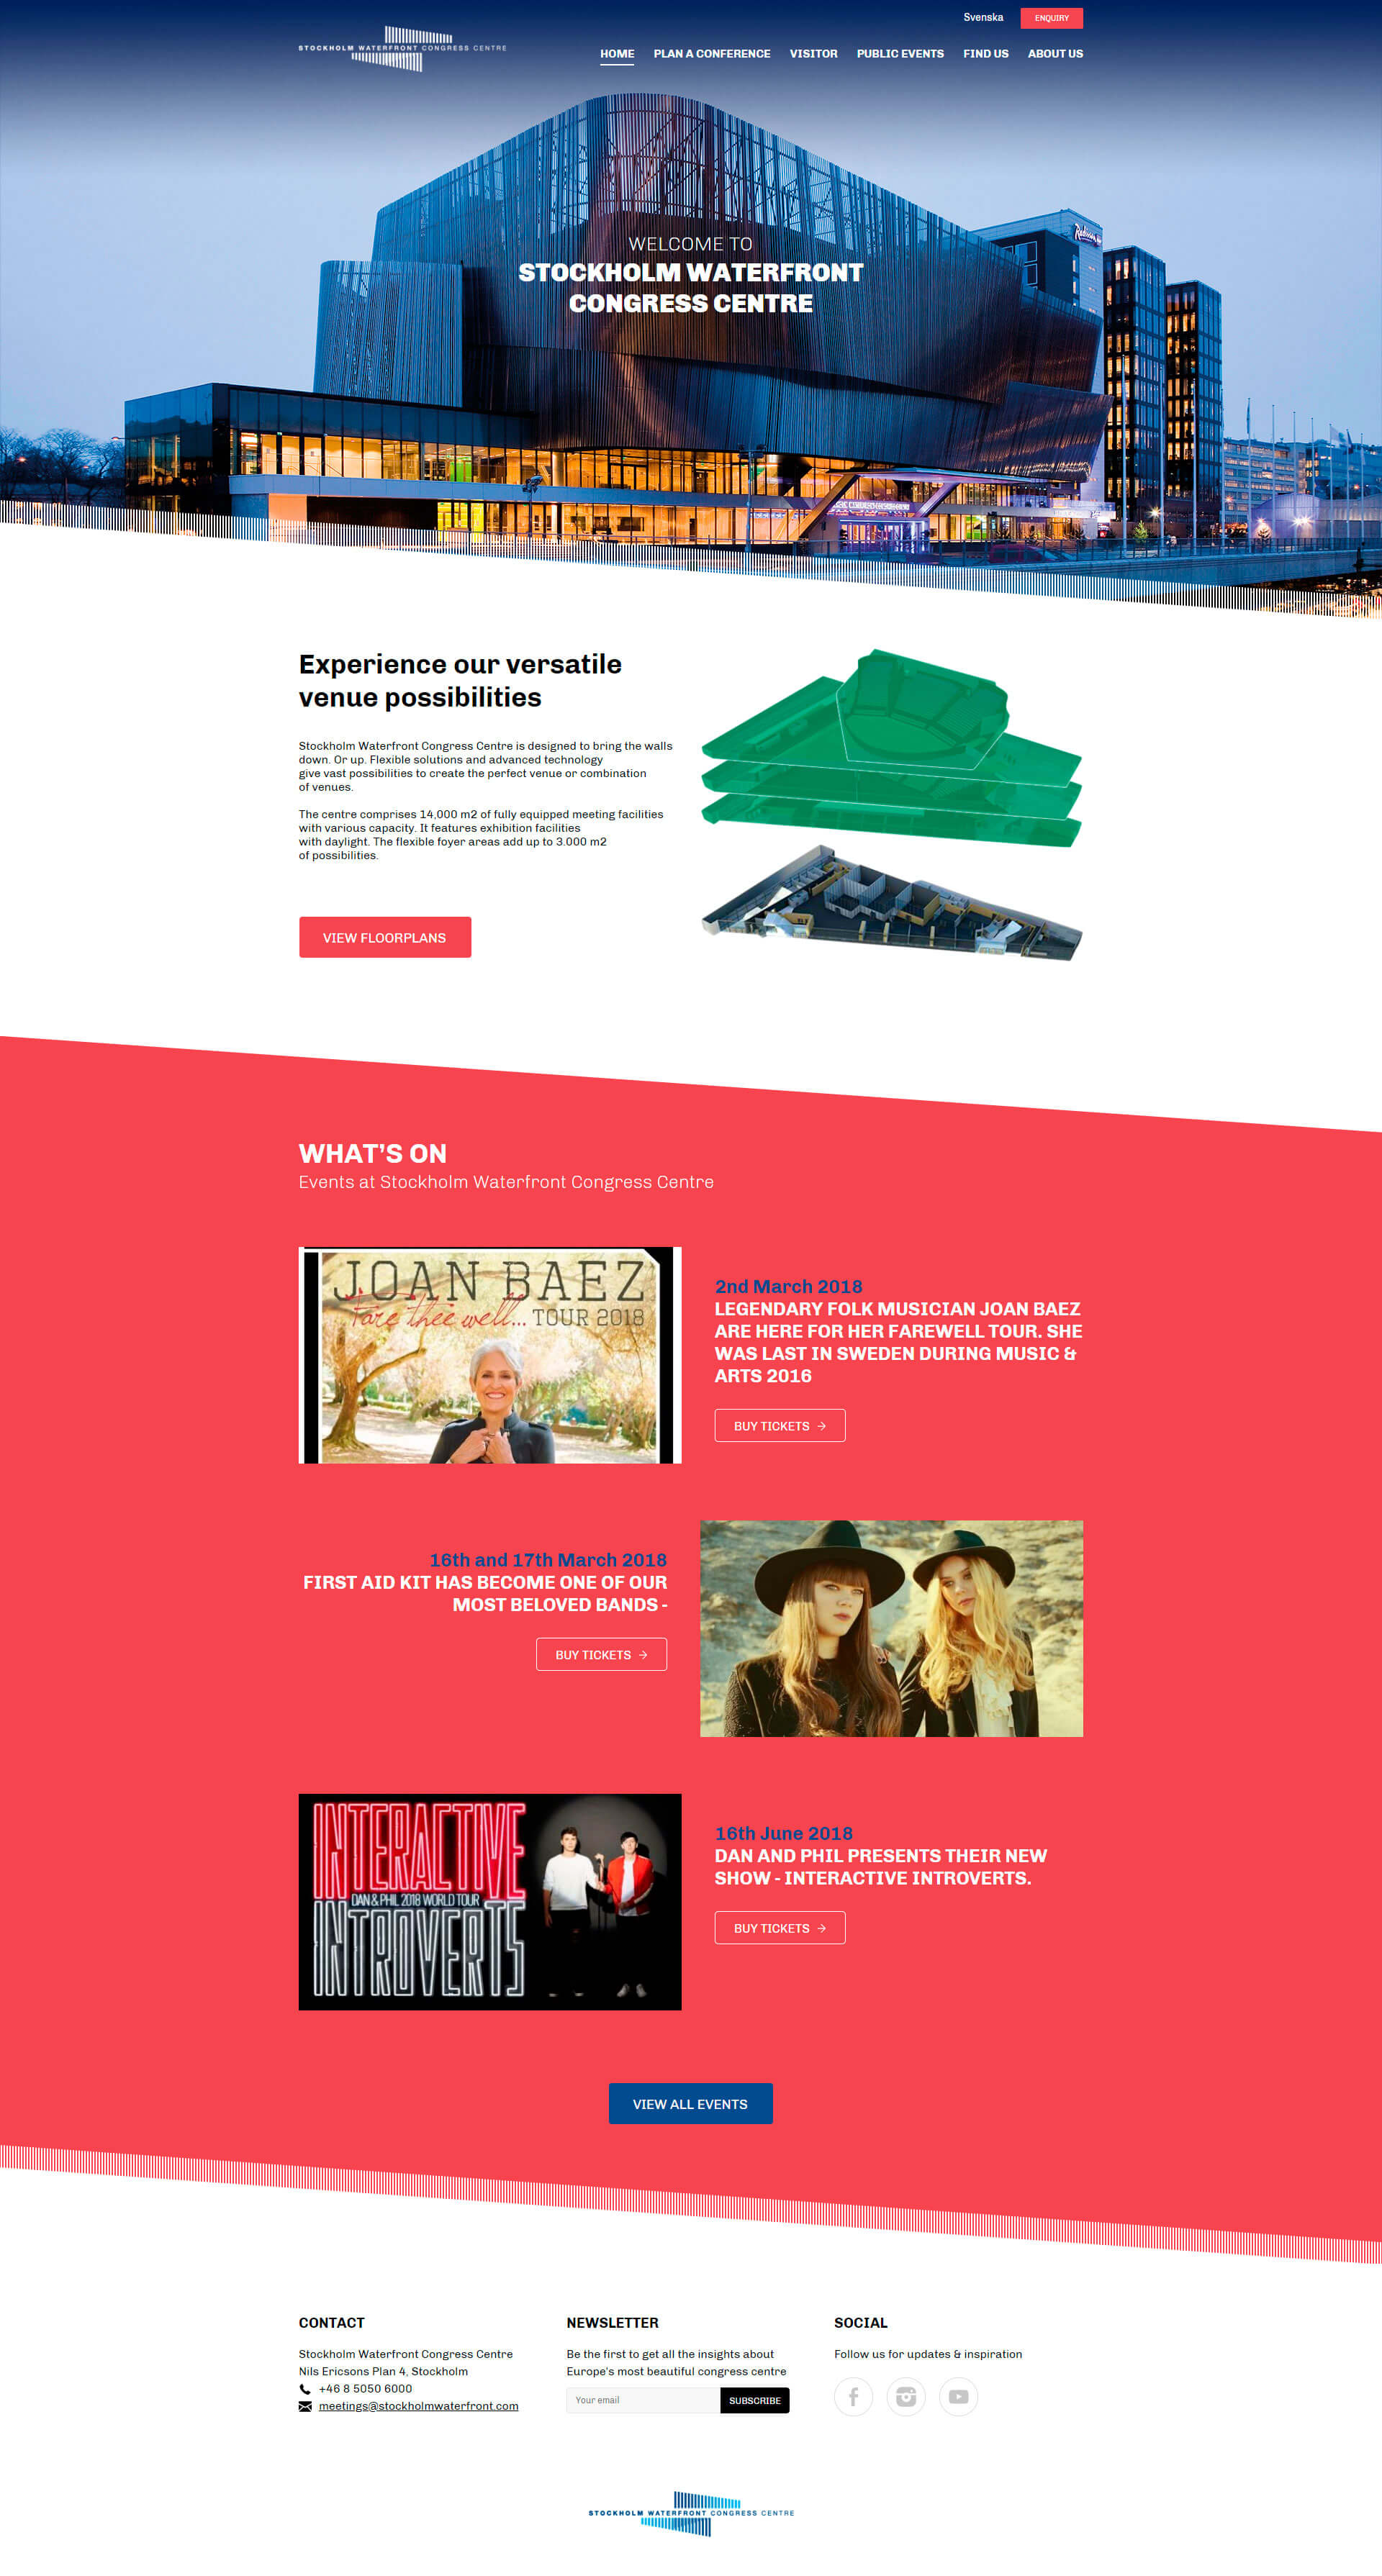 Svenska
ENQUIRY
STOCKHOLM WATERFRONT CONGRESS CENTRE
HOME PLAN A CONFERENCE VISITOR PUBLIC EVENTS FIND US ABOUT US
Radisson
WELCOME TO
STOCKHOLM WATERFRONT
CONGRESS CENTRE
Experience our versatile
venue possibilities
Stockholm Waterfront Congress Centre is designed to bring the walls
down. Or up. Flexible solutions and advanced technology
give vast possibilities to create the perfect venue or combination
of venues.
The centre comprises 14,000 m2 of fully equipped meeting facilities
with various capacity. It features exhibition facilities
with daylight. The flexible foyer areas add up to 3.000 m2
of possibilities.
VIEW FLOORPLANS
WHAT'S ON
Events at Stockholm Waterfront Congress Centre
JOAN BAEZ
Fare thee well... TOUR 2018
2nd March 2018
LEGENDARY FOLK MUSICIAN JOAN BAEZ
ARE HERE FOR HER FAREWELL TOUR. SHE
WAS LAST IN SWEDEN DURING MUSIC &
ARTS 2016
BUY TICKETS →
16th and 17th March 2018
FIRST AID KIT HAS BECOME ONE OF OUR
MOST BELOVED BANDS -
BUY TICKETS →
INTERACTIVE
DAN & PHIL 2018 WORLD TOUR
INTROVERTS
16th June 2018
DAN AND PHIL PRESENTS THEIR NEW
SHOW - INTERACTIVE INTROVERTS.
BUY TICKETS →
VIEW ALL EVENTS
CONTACT
Stockholm Waterfront Congress Centre
Nils Ericsons Plan 4, Stockholm
+46 8 5050 6000
meetings@stockholmwaterfront.com
NEWSLETTER
Be the first to get all the insights about
Europe's most beautiful congress centre
Your email
SUBSCRIBE
SOCIAL
Follow us for updates & inspiration
STOCKHOLM WATERFRONT CONGRESS CENTRE